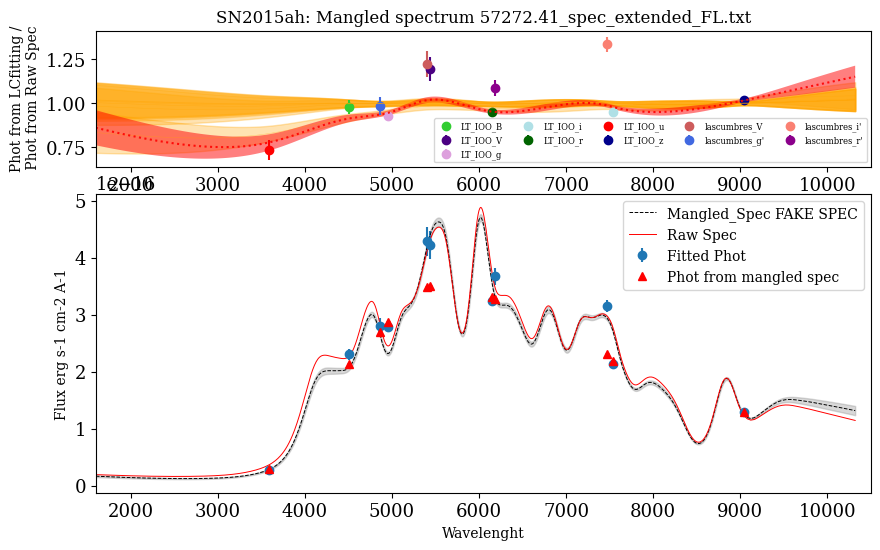 SN2015ah: Mangled spectrum 57272.41_spec_extended_FL.txt
Phot from LCfitting /
Phot from Raw Spec
1.25
1.00
0.75
LT_IOO_B
LT_IOO_V
LT_IOO_g
LT_IOO_i
LT_IOO_r
LT_IOO_u
LT_IOO_z
lascumbres_V
lascumbres_g'
lascumbres_i'
lascumbres_r'
2000 3000 4000 5000 6000 7000 8000 9000 10000
1e−16
Flux erg s-1 cm-2 A-1
5
4
3
2
1
0
Mangled_Spec FAKE SPEC
Raw Spec
Fitted Phot
Phot from mangled spec
2000 3000 4000 5000 6000 7000 8000 9000 10000
Wavelenght